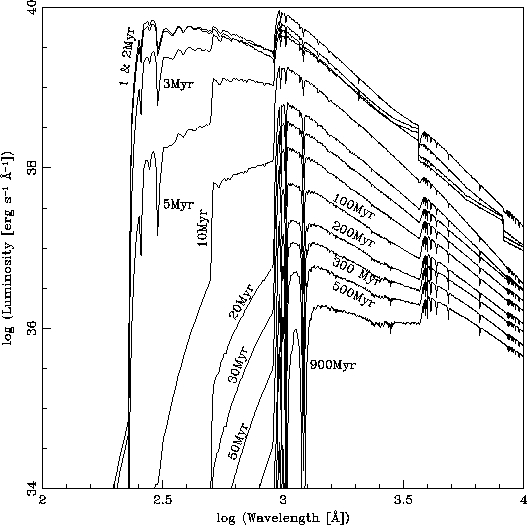 40
1 & 2Myr
3Myr
38
5Myr
10Myr
100Myr
200Myr
300 Myr
500Myr
20Myr
36
30Myr
900Myr
50Myr
34
log (Luminosity [erg s⁻¹ Å⁻¹])
2
2.5
3
3.5
4
log (Wavelength [Å])